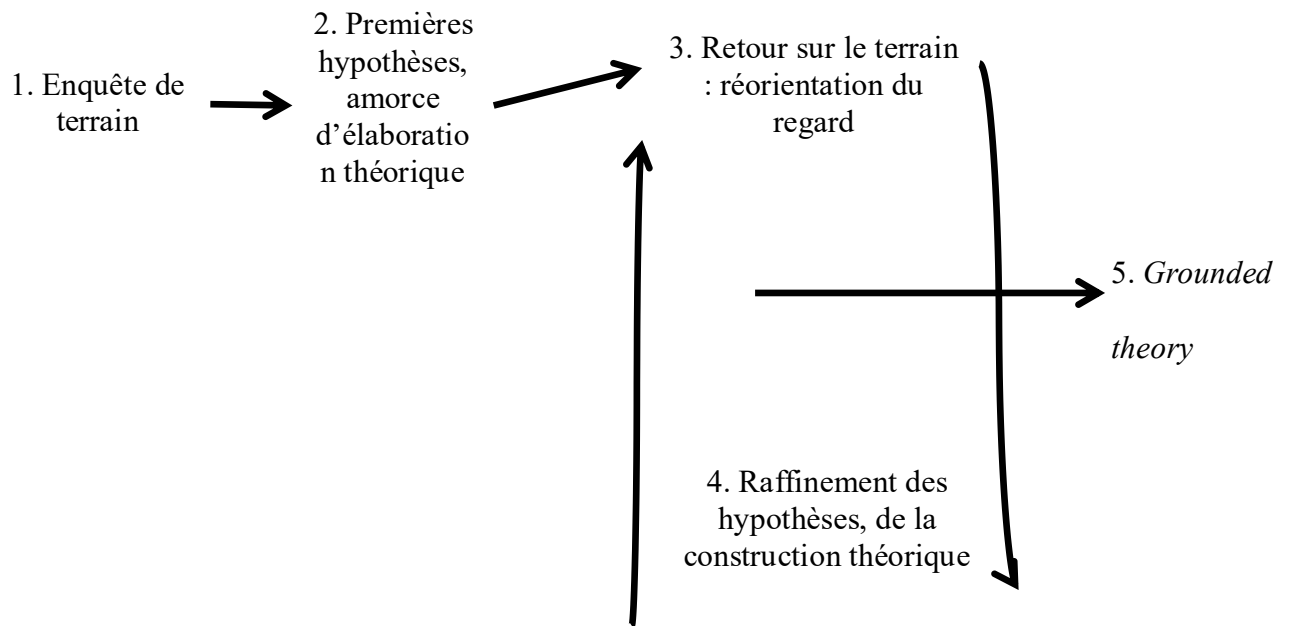 1. Enquête de
terrain
2. Premières
hypothèses,
amorce
d’élaboratio
n théorique
3. Retour sur le terrain
: réorientation du
regard
5. Grounded
theory
4. Raffinement des
hypothèses, de la
construction théorique